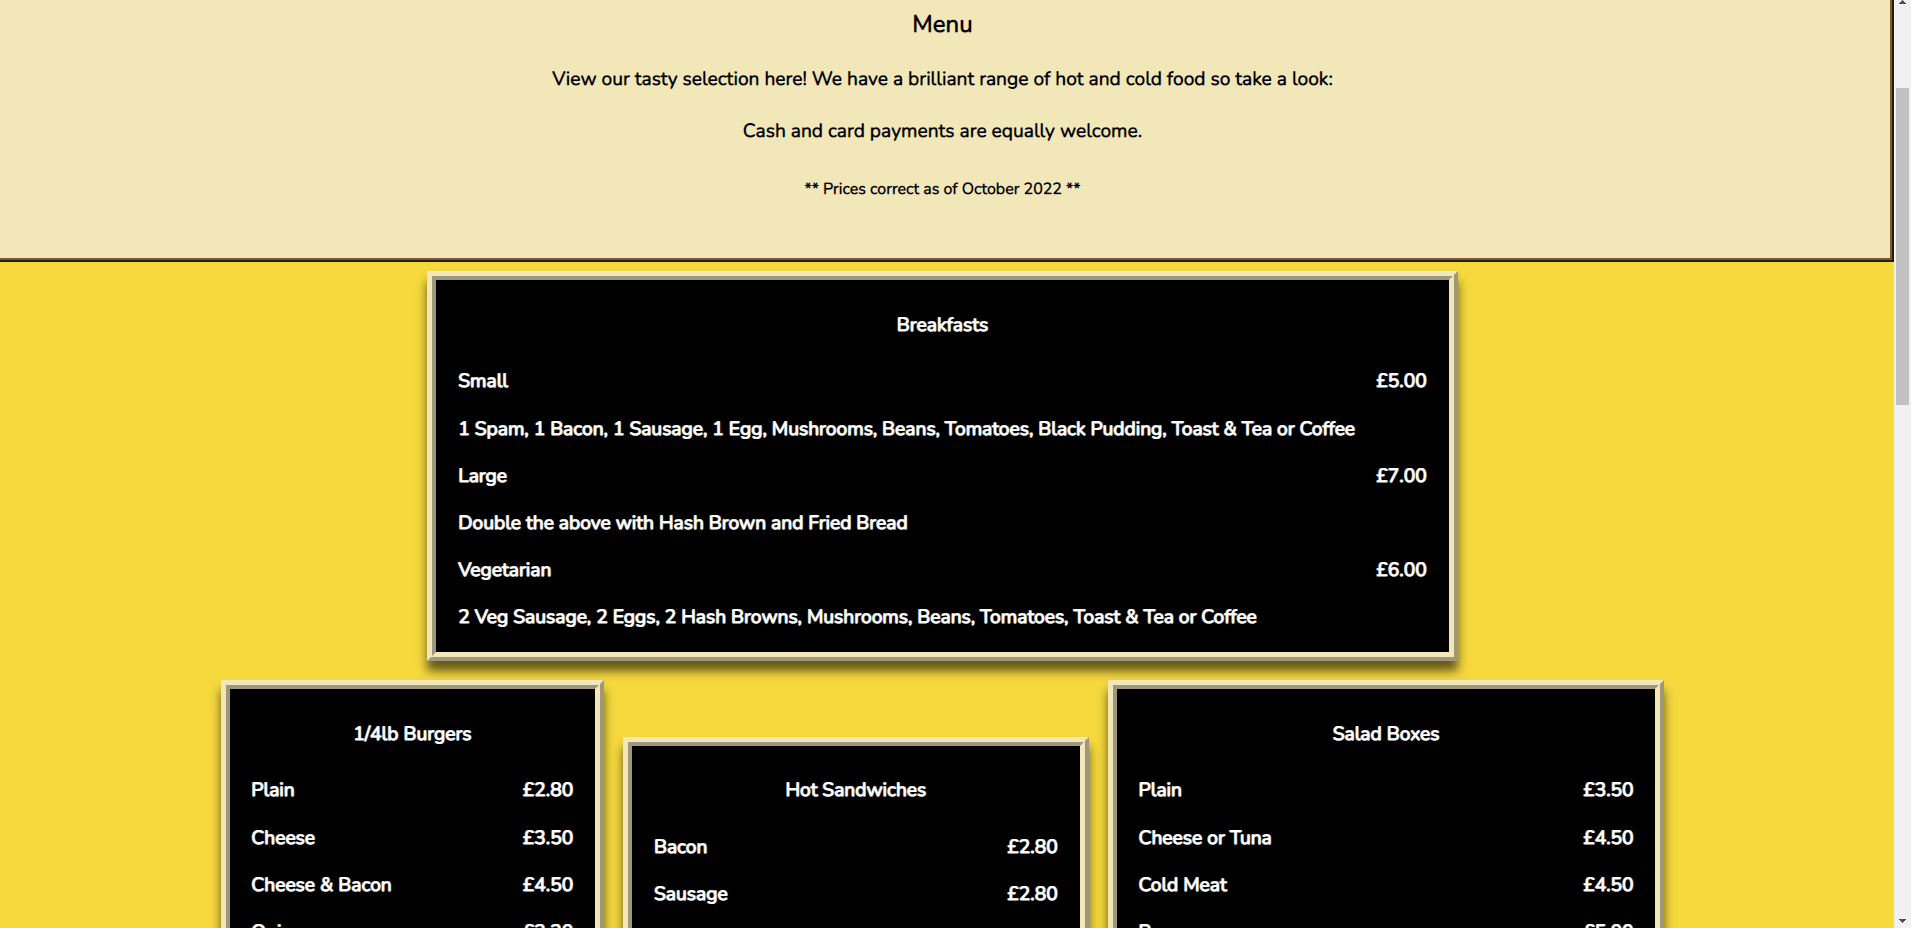 Menu
View our tasty selection here! We have a brilliant range of hot and cold food so take a look:
Cash and card payments are equally welcome.
** Prices correct as of October 2022 **
Breakfasts
Small £5.00
1 Spam, 1 Bacon, 1 Sausage, 1 Egg, Mushrooms, Beans, Tomatoes, Black Pudding, Toast & Tea or Coffee
Large £7.00
Double the above with Hash Brown and Fried Bread
Vegetarian £6.00
2 Veg Sausage, 2 Eggs, 2 Hash Browns, Mushrooms, Beans, Tomatoes, Toast & Tea or Coffee
1/4lb Burgers
Plain £2.80
Cheese £3.50
Cheese & Bacon £4.50
Hot Sandwiches
Bacon £2.80
Sausage £2.80
Salad Boxes
Plain £3.50
Cheese or Tuna £4.50
Cold Meat £4.50